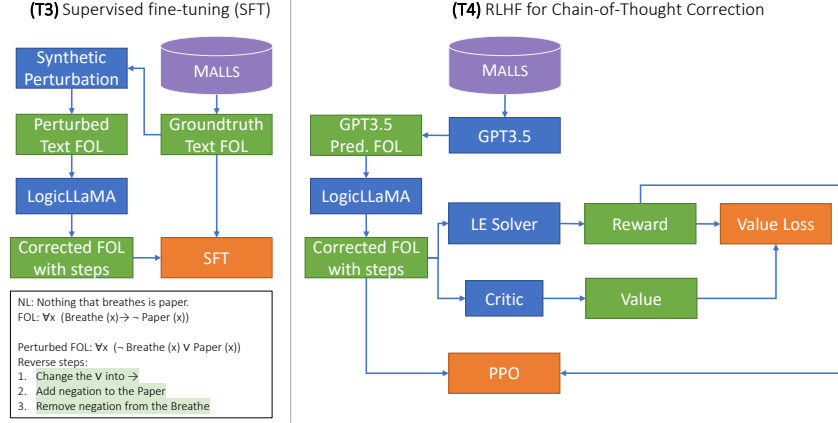 (T3) Supervised fine-tuning (SFT)
Synthetic
Perturbation
MALLS
Perturbed
Text FOL
Groundtruth
Text FOL
LogicLLaMA
Corrected FOL
with steps
SFT
NL: Nothing that breathes is paper.
FOL: ∀x (Breathe (x)→ ¬ Paper (x))
Perturbed FOL: ∀x (¬ Breathe (x) ∨ Paper (x))
Reverse steps:
1. Change the ∨ into →
2. Add negation to the Paper
3. Remove negation from the Breathe
(T4) RLHF for Chain-of-Thought Correction
MALLS
GPT3.5
Pred. FOL
GPT3.5
LogicLLaMA
LE Solver
Reward
Value Loss
Corrected FOL
with steps
Critic
Value
PPO